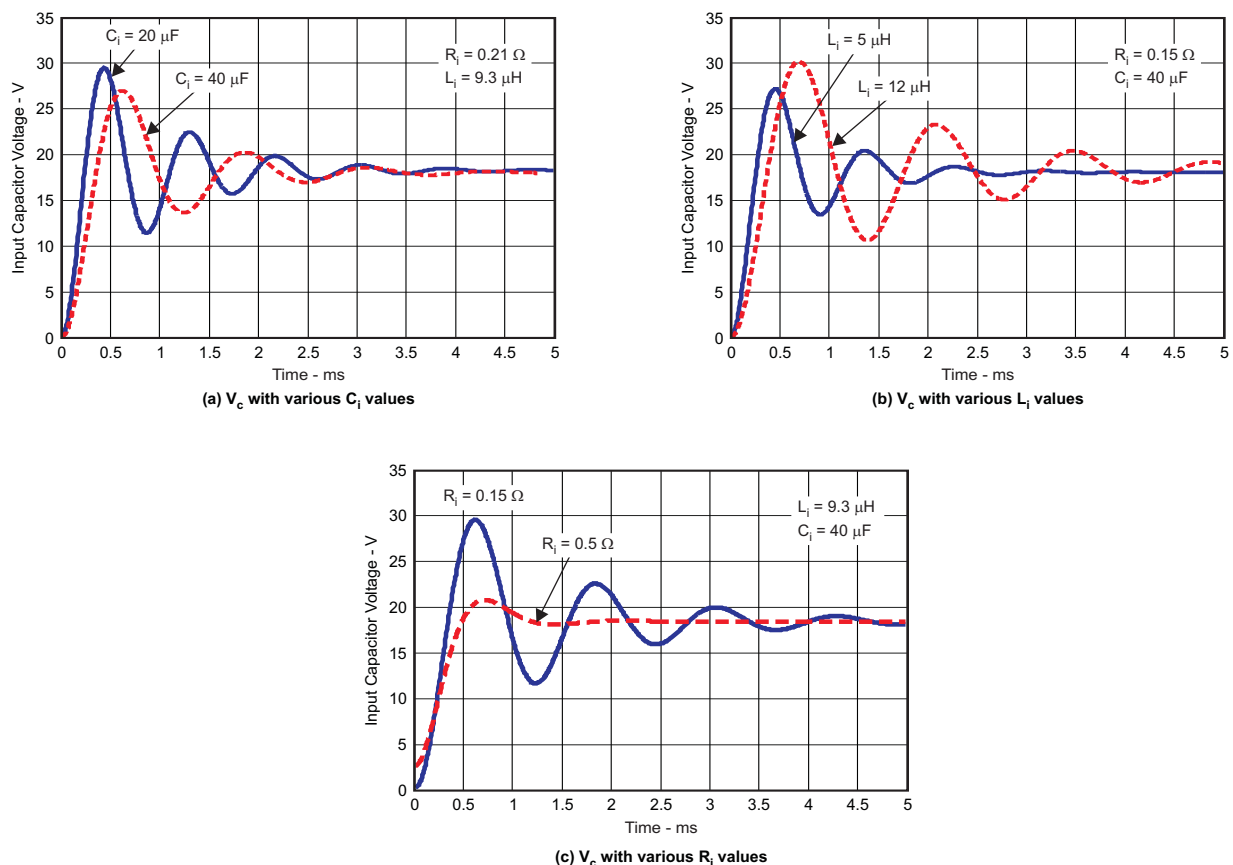 35
30
25
20
15
10
5
0
Input Capacitor Voltage - V
Cᵢ = 20 μF
Cᵢ = 40 μF
Rᵢ = 0.21 Ω
Lᵢ = 9.3 μH
0 0.5 1 1.5 2 2.5 3 3.5 4 4.5 5
Time - ms
(a) V꜀ with various Cᵢ values
35
30
25
20
15
10
5
0
Input Capacitor Voltage - V
Lᵢ = 5 μH
Lᵢ = 12 μH
Rᵢ = 0.15 Ω
Cᵢ = 40 μF
0 0.5 1 1.5 2 2.5 3 3.5 4 4.5 5
Time - ms
(b) V꜀ with various Lᵢ values
35
30
25
20
15
10
5
0
Input Capacitor Voltage - V
Rᵢ = 0.15 Ω
Rᵢ = 0.5 Ω
Lᵢ = 9.3 μH
Cᵢ = 40 μF
0 0.5 1 1.5 2 2.5 3 3.5 4 4.5 5
Time - ms
(c) V꜀ with various Rᵢ values